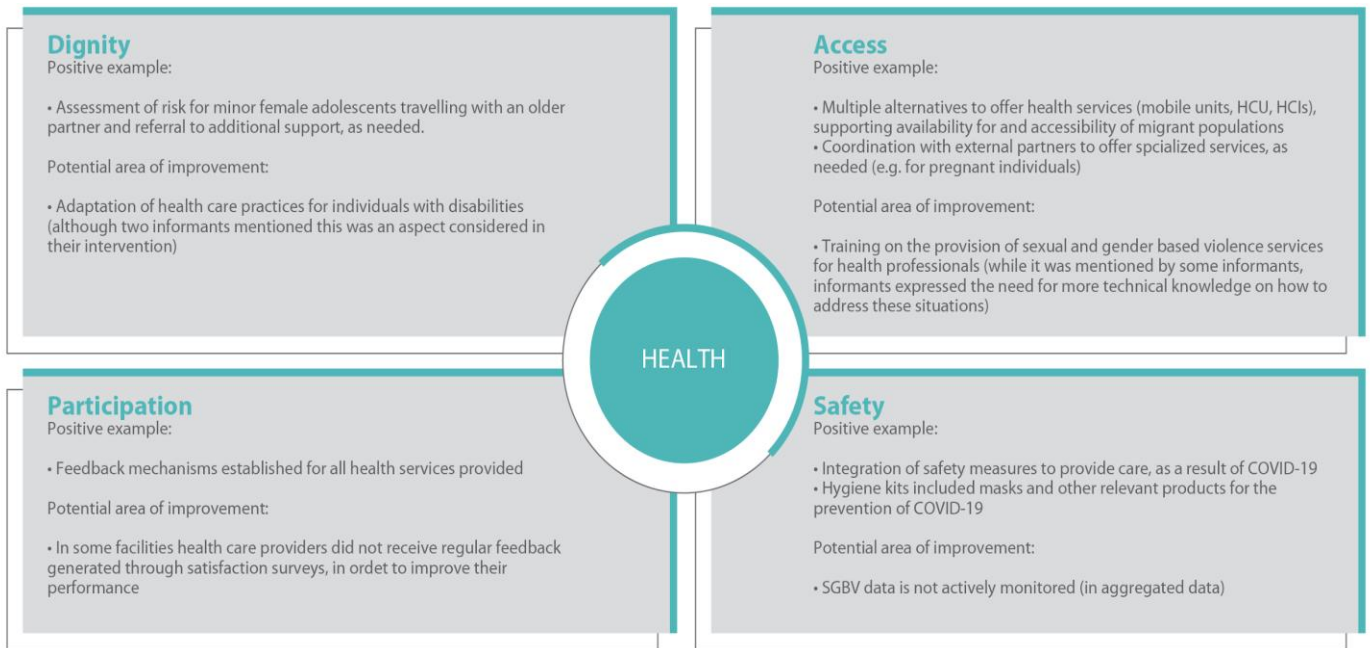 Dignity
Positive example:
• Assessment of risk for minor female adolescents travelling with an older
partner and referral to additional support, as needed.
Potential area of improvement:
• Adaptation of health care practices for individuals with disabilities
(although two informants mentioned this was an aspect considered in
their intervention)
Access
Positive example:
• Multiple alternatives to offer health services (mobile units, HCU, HCIs),
supporting availability for and accessibility of migrant populations
• Coordination with external partners to offer spcialized services, as
needed (e.g. for pregnant individuals)
Potential area of improvement:
• Training on the provision of sexual and gender based violence services
for health professionals (while it was mentioned by some informants,
informants expressed the need for more technical knowledge on how to
address these situations)
HEALTH
Participation
Positive example:
• Feedback mechanisms established for all health services provided
Potential area of improvement:
• In some facilities health care providers did not receive regular feedback
generated through satisfaction surveys, in ordet to improve their
performance
Safety
Positive example:
• Integration of safety measures to provide care, as a result of COVID-19
• Hygiene kits included masks and other relevant products for the
prevention of COVID-19
Potential area of improvement:
• SGBV data is not actively monitored (in aggregated data)